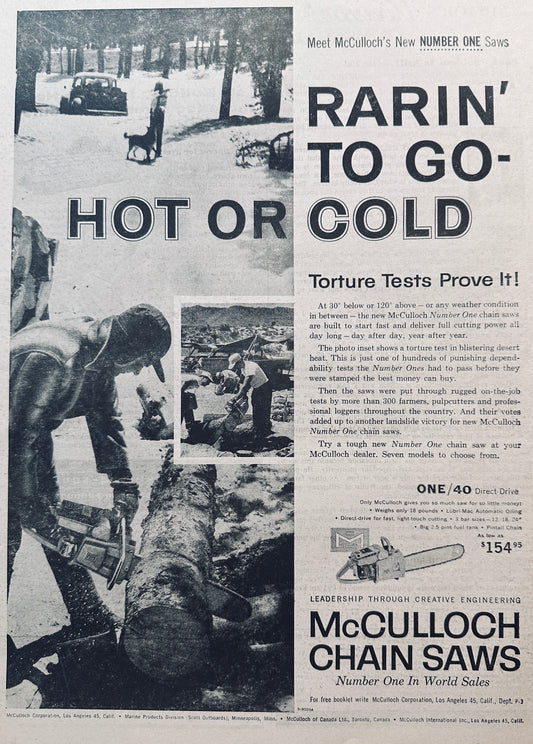 Meet McCulloch's New NUMBER ONE Saws
RARIN'
TO GO-
HOT OR COLD
Torture Tests Prove It!
At 30° below or 120° above — or any weather condition
in between — the new McCulloch Number One chain saws
are built to start fast and deliver full cutting power all
day long — day after day, year after year.
The photo inset shows a torture test in blistering desert
heat. This is just one of hundreds of punishing depend-
ability tests the Number Ones had to pass before they
were stamped the best money can buy.
Then the saws were put through rugged on-the-job
tests by more than 300 farmers, pulpcutters and profes-
sional loggers throughout the country. And their votes
added up to another landslide victory for new McCulloch
Number One chain saws.
Try a tough new Number One chain saw at your
McCulloch dealer. Seven models to choose from.
ONE/40 Direct Drive
Only McCulloch gives you so much saw for so little money!
• Weighs only 18 pounds • Lubri-Mac Automatic Oiling
• Direct-drive for fast, light-touch cutting • 3 bar sizes — 12, 18, 24"
• Big 2.5 pint fuel tank • Pintail Chain
As low as
$154.95
LEADERSHIP THROUGH CREATIVE ENGINEERING
McCULLOCH
CHAIN SAWS
Number One In World Sales
For free booklet write McCulloch Corporation, Los Angeles 45, Calif., Dept.
McCulloch Corporation, Los Angeles 45, Calif. • Marine Products Division (Scott Outboards), Minneapolis, Minn. • McCulloch of Canada Ltd., Toronto, Canada • McCulloch International Inc., Los Angeles 45, Calif.